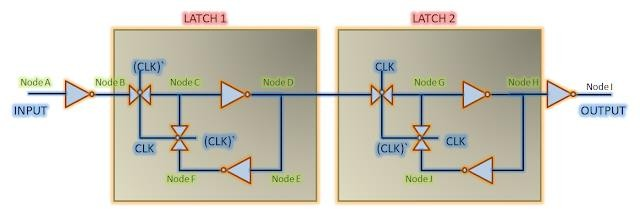 LATCH 1
LATCH 2
(CLK)`
CLK
Node A
Node B
Node C
Node D
Node G
Node H
Node I
INPUT
OUTPUT
CLK
(CLK)`
(CLK)`
CLK
Node F
Node E
Node J